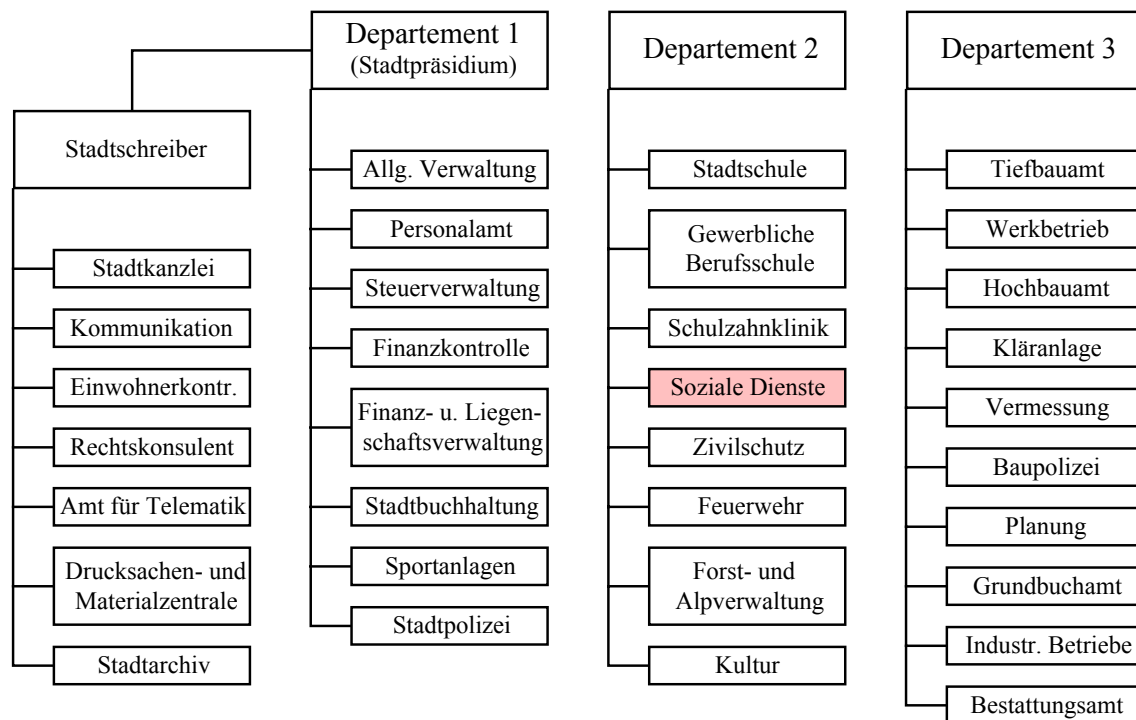 Departement 1
(Stadtpräsidium)
Stadtschreiber
Stadtkanzlei
Kommunikation
Einwohnerkontr.
Rechtskonsulent
Amt für Telematik
Drucksachen- und
Materialzentrale
Stadtarchiv
Allg. Verwaltung
Personalamt
Steuerverwaltung
Finanzkontrolle
Finanz- u. Liegen-
schaftsverwaltung
Stadtbuchhaltung
Sportanlagen
Stadtpolizei
Departement 2
Stadtschule
Gewerbliche
Berufsschule
Schulzahnklinik
Soziale Dienste
Zivilschutz
Feuerwehr
Forst- und
Alpverwaltung
Kultur
Departement 3
Tiefbauamt
Werkbetrieb
Hochbauamt
Kläranlage
Vermessung
Baupolizei
Planung
Grundbuchamt
Industr. Betriebe
Bestattungsamt